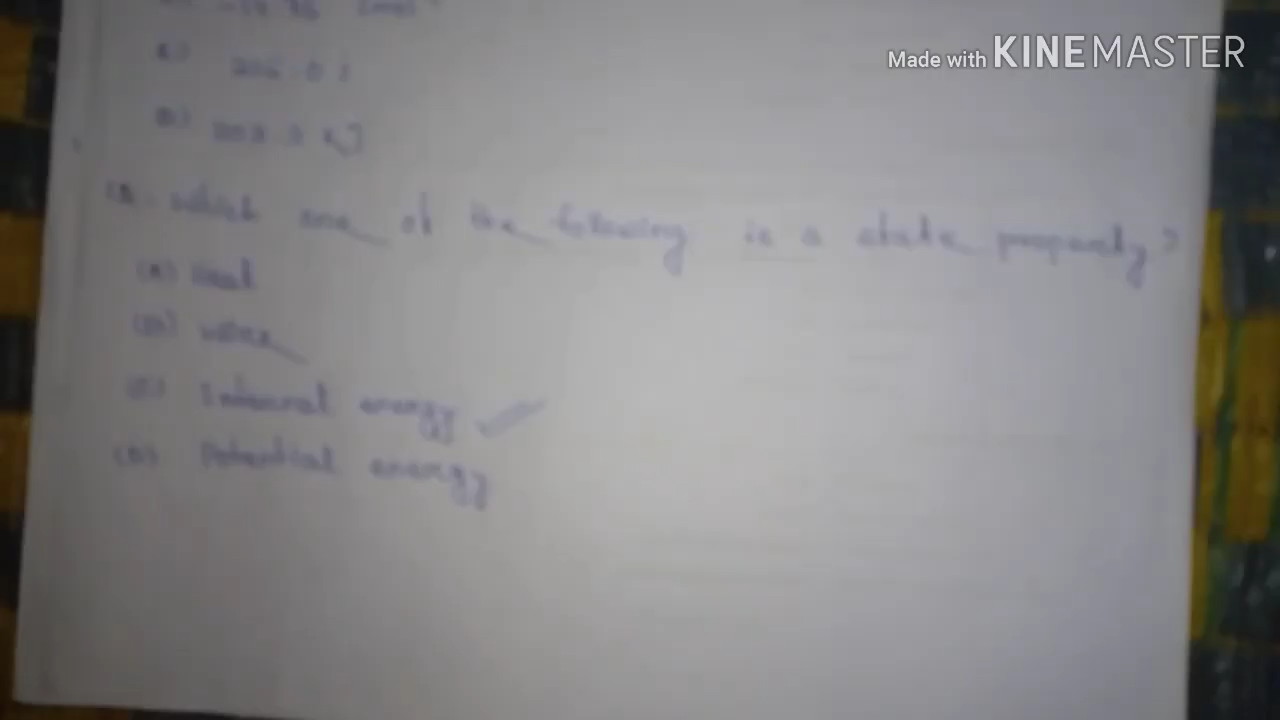 Made with KINEMASTER
which one of the following is a state property?
(A) Heat
(B) work
(C) Internal energy ✓
(D) Potential energy